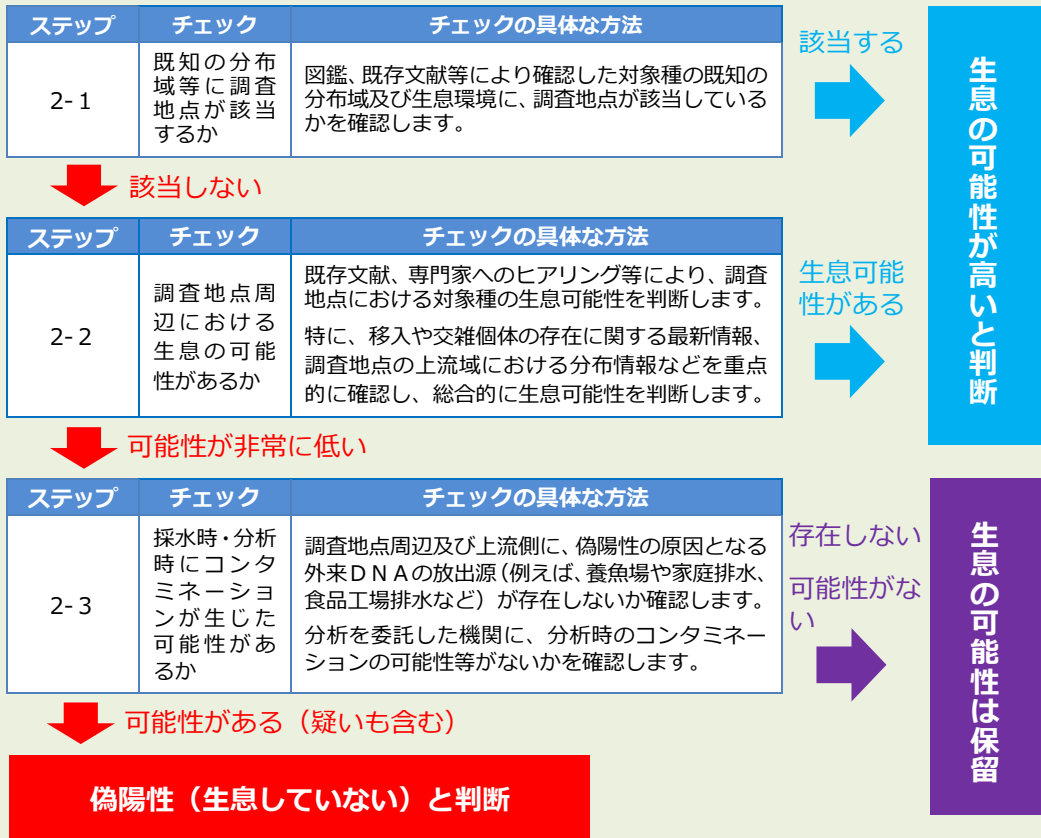 ステップ チェック チェックの具体な方法
2-1
既知の分布
域等に調査
地点が該当
するか
図鑑、既存文献等により確認した対象種の既知の
分布域及び生息環境に、調査地点が該当している
かを確認します。
該当する
生息の可能性が高いと判断
該当しない
ステップ チェック チェックの具体な方法
2-2
調査地点周
辺における
生息の可能
性があるか
既存文献、専門家へのヒアリング等により、調査
地点における対象種の生息可能性を判断します。
特に、移入や交雑個体の存在に関する最新情報、
調査地点の上流域における分布情報などを重点
的に確認し、総合的に生息可能性を判断します。
生息可能
性がある
可能性が非常に低い
ステップ チェック チェックの具体な方法
2-3
採水時・分析
時にコンタ
ミネーショ
ンが生じた
可能性があ
るか
調査地点周辺及び上流側に、偽陽性の原因となる
外来DNAの放出源(例えば、養魚場や家庭排水、
食品工場排水など)が存在しないか確認します。
分析を委託した機関に、分析時のコンタミネー
ションの可能性等がないかを確認します。
存在しない
可能性がな
い
生息の可能性は保留
可能性がある(疑いも含む)
偽陽性(生息していない)と判断